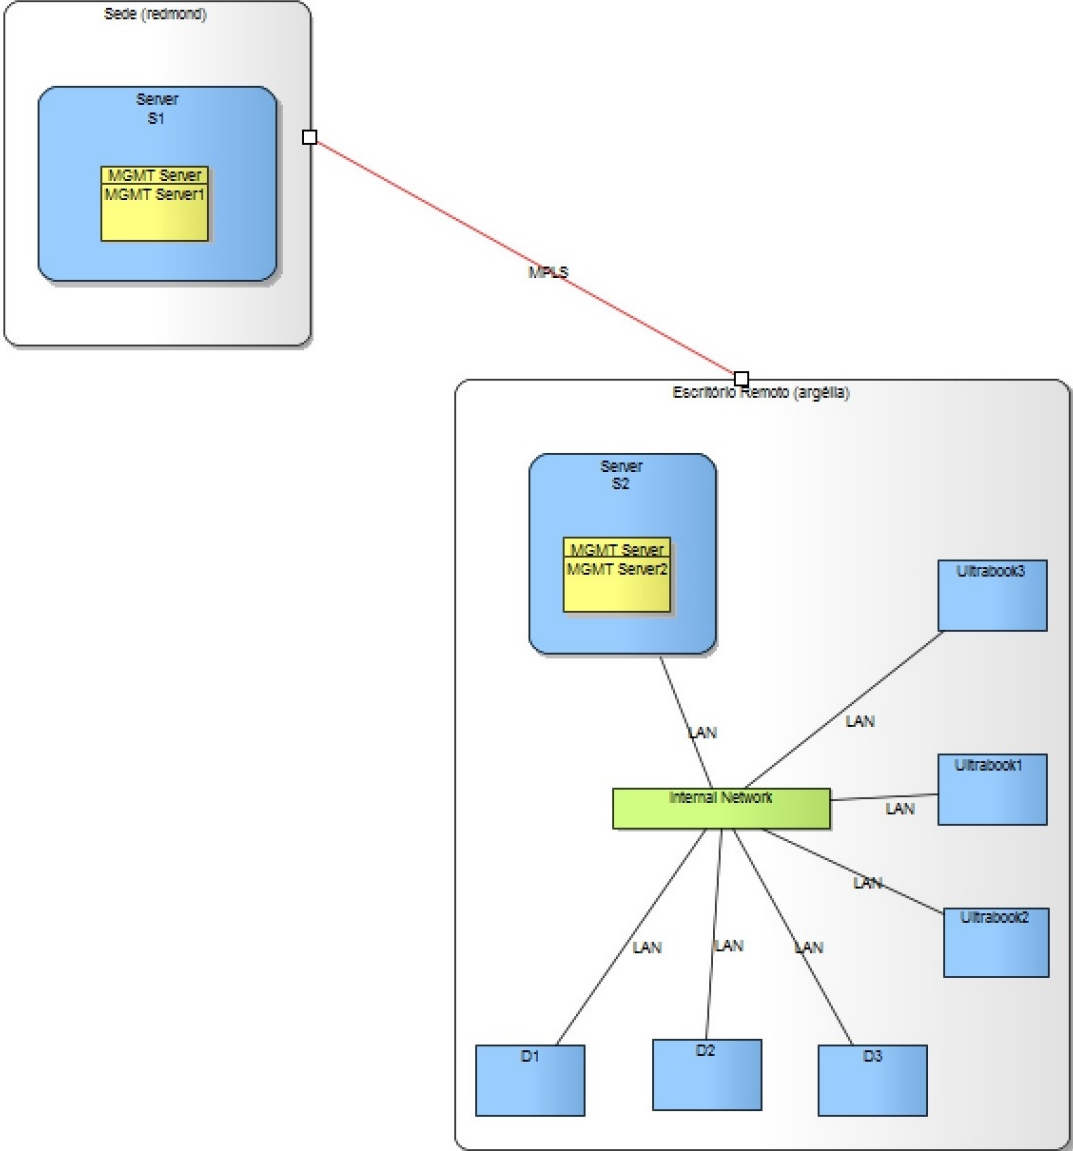 Sede (redmond)
Server
S1
MGMT Server
MGMT Server1
MPLS
Escritório Remoto (argélia)
Server
S2
MGMT Server
MGMT Server2
Ultrabook3
LAN
LAN
Ultrabook1
Internal Network
LAN
LAN
Ultrabook2
LAN
LAN
LAN
D1
D2
D3